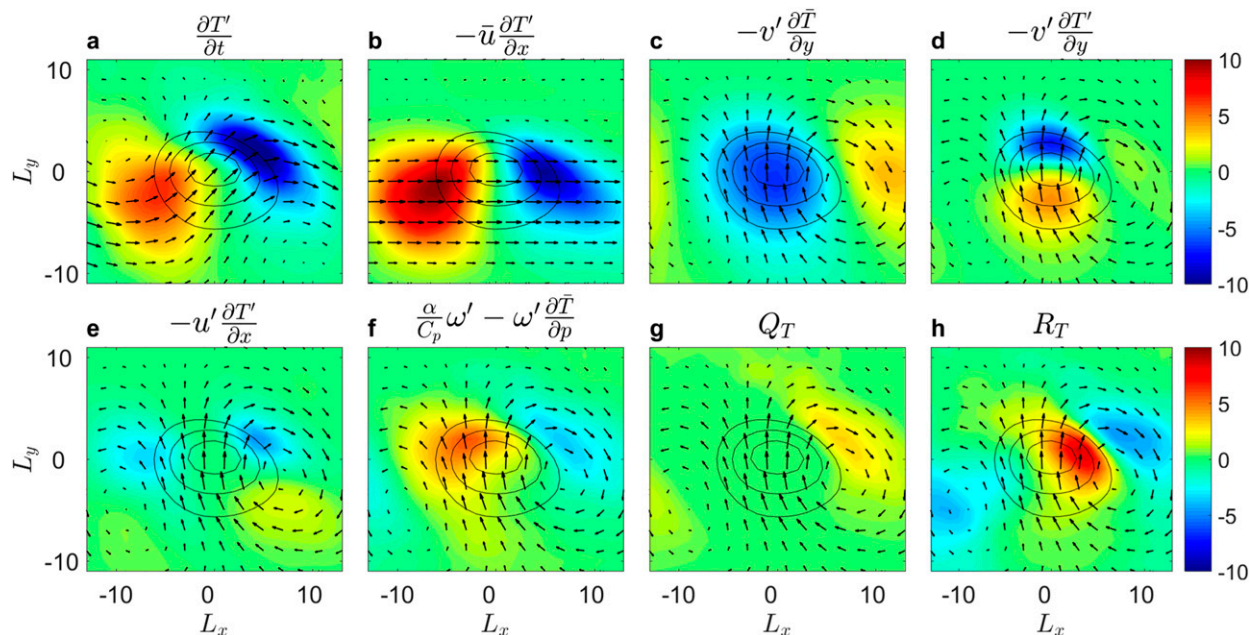 a ∂T′/∂t b −ū ∂T′/∂x c −v′ ∂T̄/∂y d −v′ ∂T′/∂y
10
0
-10
L_y
10
5
0
-5
-10
e −u′ ∂T′/∂x f α/C_p ω′ − ω′ ∂T̄/∂p g Q_T h R_T
10
0
-10
L_y
10
5
0
-5
-10
-10 0 10 -10 0 10 -10 0 10 -10 0 10
L_x L_x L_x L_x